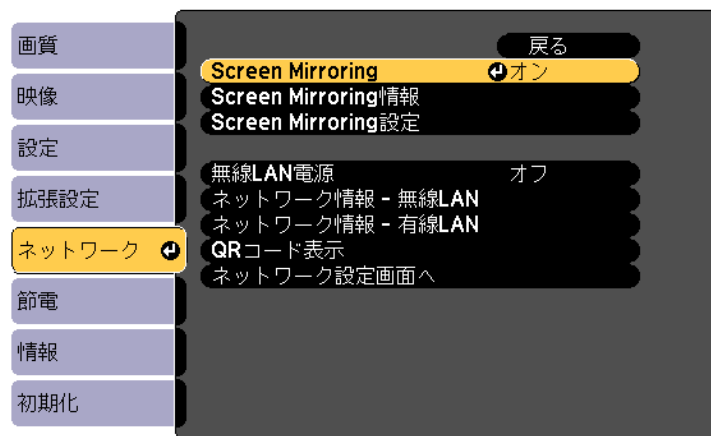 画質
映像
設定
拡張設定
ネットワーク
節電
情報
初期化
戻る
Screen Mirroring オン
Screen Mirroring情報
Screen Mirroring設定
無線LAN電源 オフ
ネットワーク情報 - 無線LAN
ネットワーク情報 - 有線LAN
QRコード表示
ネットワーク設定画面へ